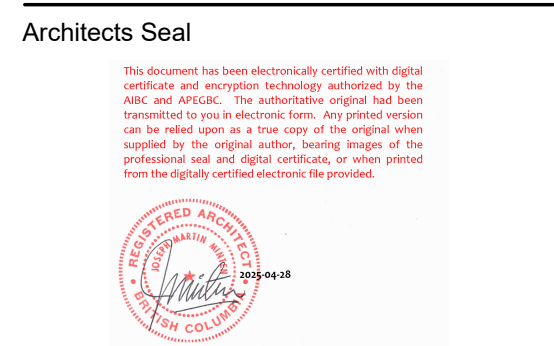 Architects Seal
This document has been electronically certified with digital
certificate and encryption technology authorized by the
AIBC and APEGBC. The authoritative original had been
transmitted to you in electronic form. Any printed version
can be relied upon as a true copy of the original when
supplied by the original author, bearing images of the
professional seal and digital certificate, or when printed
from the digitally certified electronic file provided.
REGISTERED ARCHITECT
JOSEPH MARTIN MINTEN
2025-04-28
BRITISH COLUMBIA